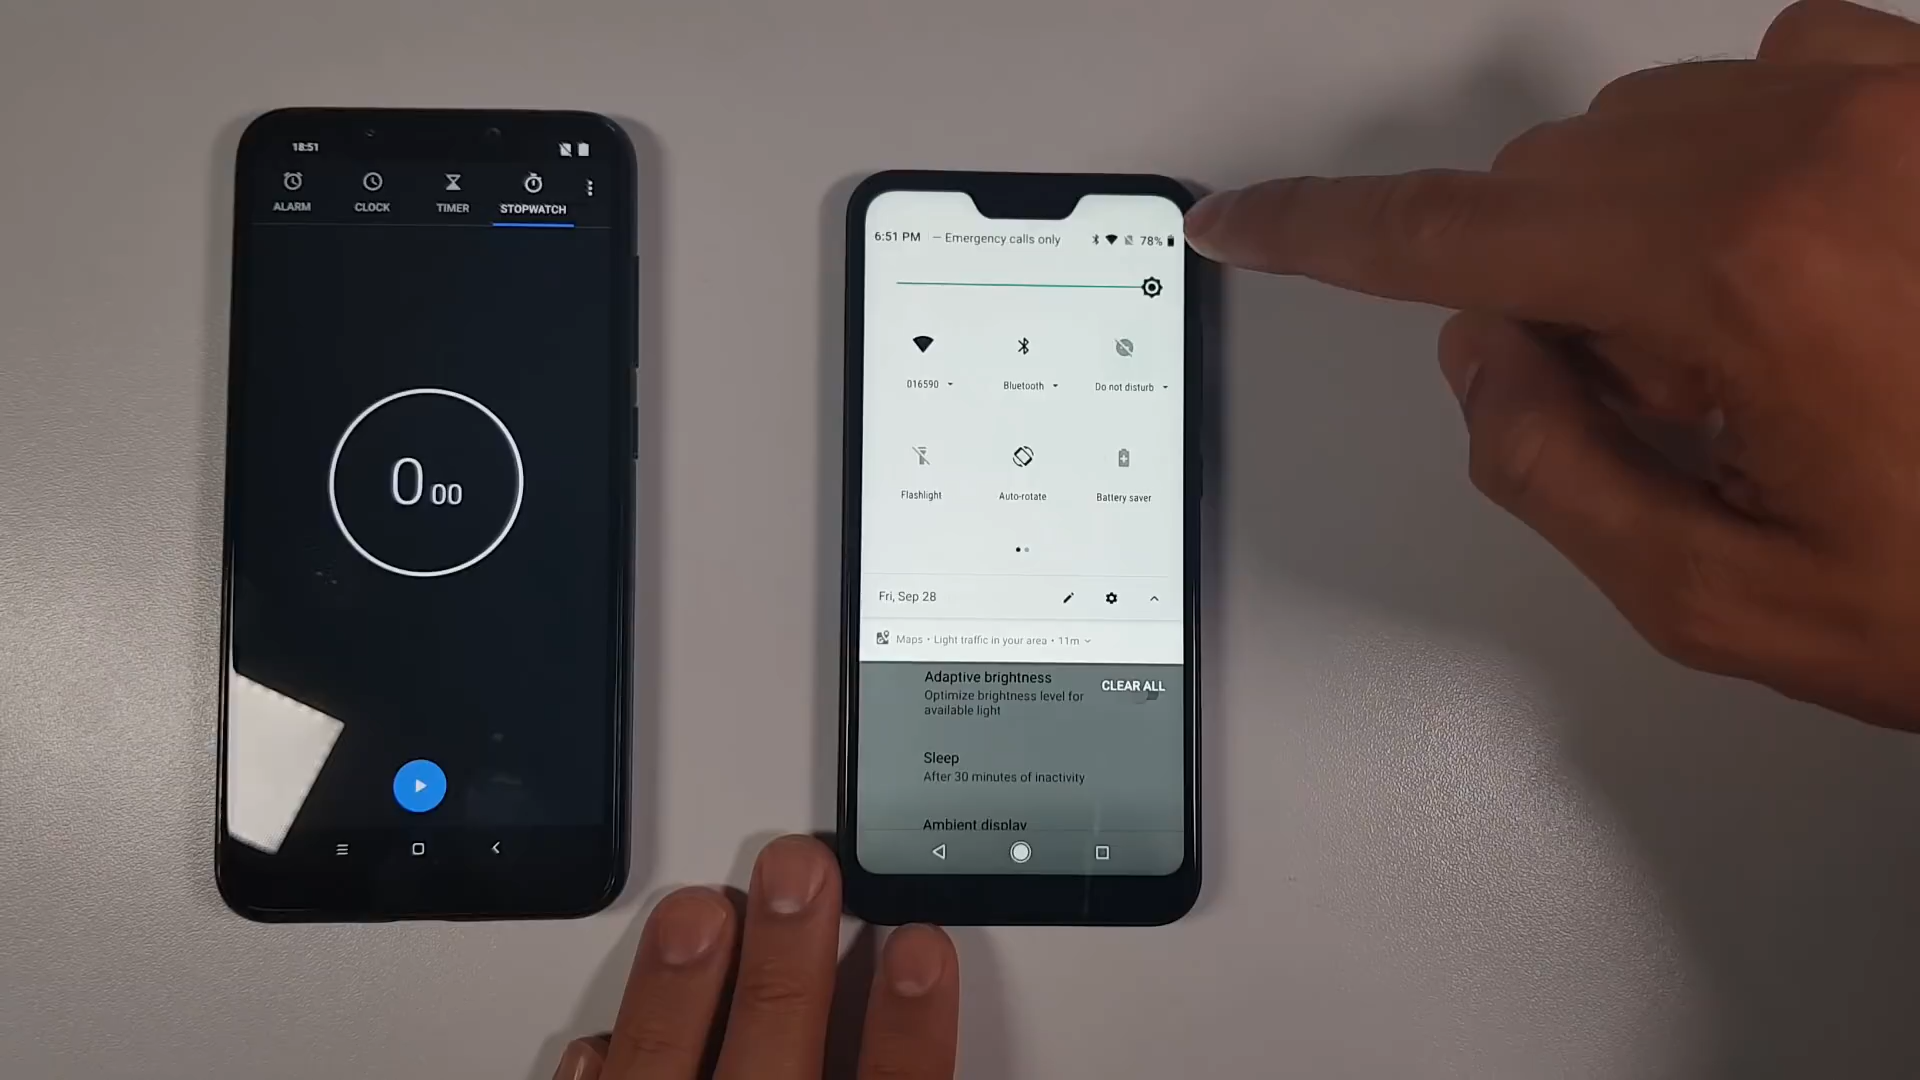 18:51
ALARM CLOCK TIMER STOPWATCH
0 00
6:51 PM — Emergency calls only 78%
016590 Bluetooth Do not disturb
Flashlight Auto-rotate Battery saver
Fri, Sep 28
Maps • Light traffic in your area • 11m
Adaptive brightness
Optimize brightness level for
available light
CLEAR ALL
Sleep
After 30 minutes of inactivity
Ambient display